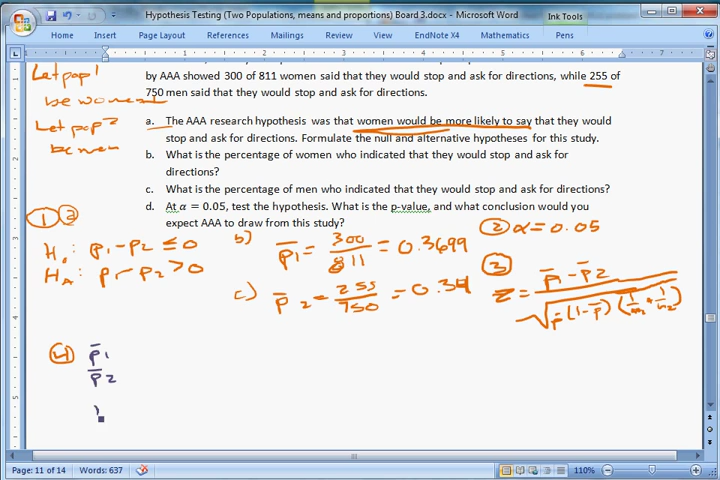 Hypothesis Testing (Two Populations, means and proportions) Board 3.docx - Microsoft Word
Ink Tools
Home Insert Page Layout References Mailings Review View EndNote X4 Mathematics Pens
by AAA showed 300 of 811 women said that they would stop and ask for directions, while 255 of
750 men said that they would stop and ask for directions.
a. The AAA research hypothesis was that women would be more likely to say that they would
stop and ask for directions. Formulate the null and alternative hypotheses for this study.
b. What is the percentage of women who indicated that they would stop and ask for
directions?
c. What is the percentage of men who indicated that they would stop and ask for directions?
d. At α = 0.05, test the hypothesis. What is the p-value, and what conclusion would you
expect AAA to draw from this study?
Let pop 1
be women
Let pop 2
be men
① ②
H₀: p₁-p₂ ≤ 0
H_A: p₁-p₂ > 0
b) p̄₁ = 300/811 = 0.3699
c) p̄₂ = 255/750 = 0.34
② α = 0.05
③
z = (p̄₁ - p̄₂)/√(p̄(1-p̄)(1/n₁ + 1/n₂))
④ p̄₁
p̄₂
Page: 11 of 14 Words: 637 110%